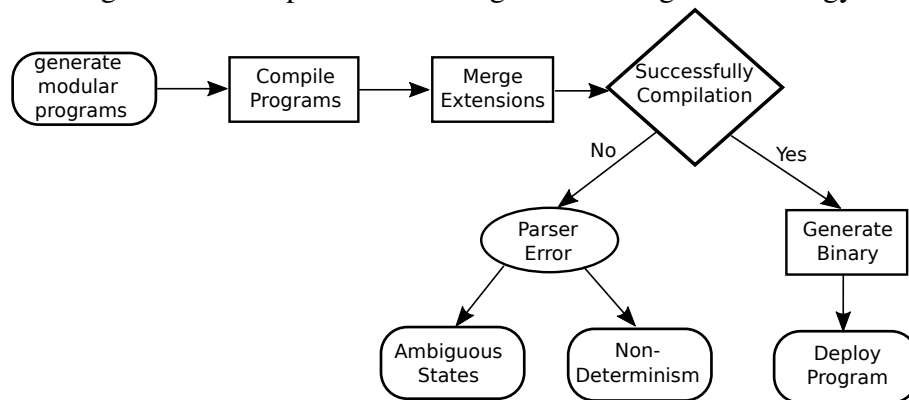 generate
modular
programs
Compile
Programs
Merge
Extensions
Successfully
Compilation
No
Yes
Parser
Error
Generate
Binary
Ambiguous
States
Non-
Determinism
Deploy
Program